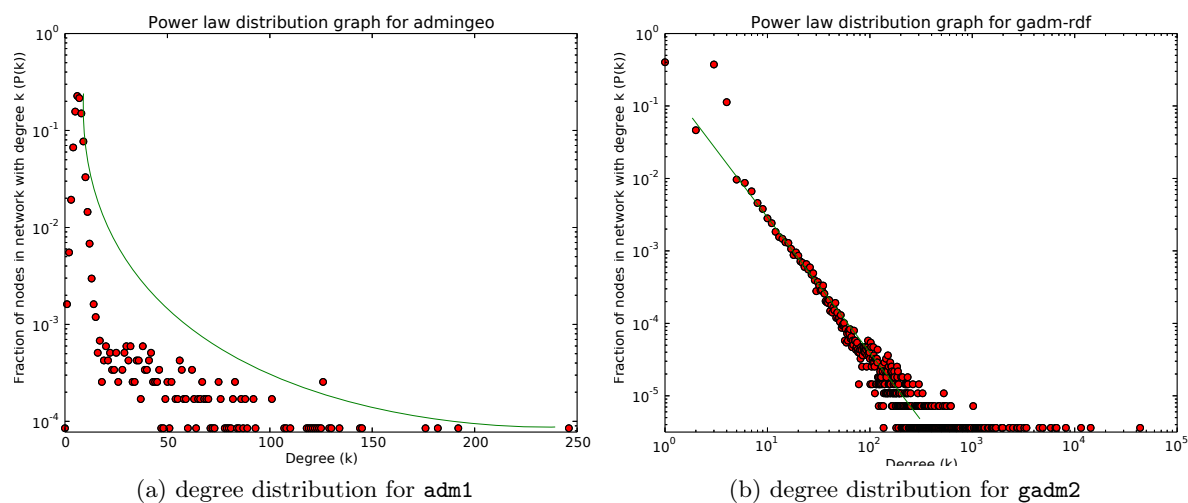 Power law distribution graph for admingeo
Fraction of nodes in network with degree k (P(k))
10^0
10^-1
10^-2
10^-3
10^-4
0 50 100 150 200 250
Degree (k)
(a) degree distribution for adm1
Power law distribution graph for gadm-rdf
Fraction of nodes in network with degree k (P(k))
10^0
10^-1
10^-2
10^-3
10^-4
10^-5
10^0 10^1 10^2 10^3 10^4 10^5
Degree (k)
(b) degree distribution for gadm2